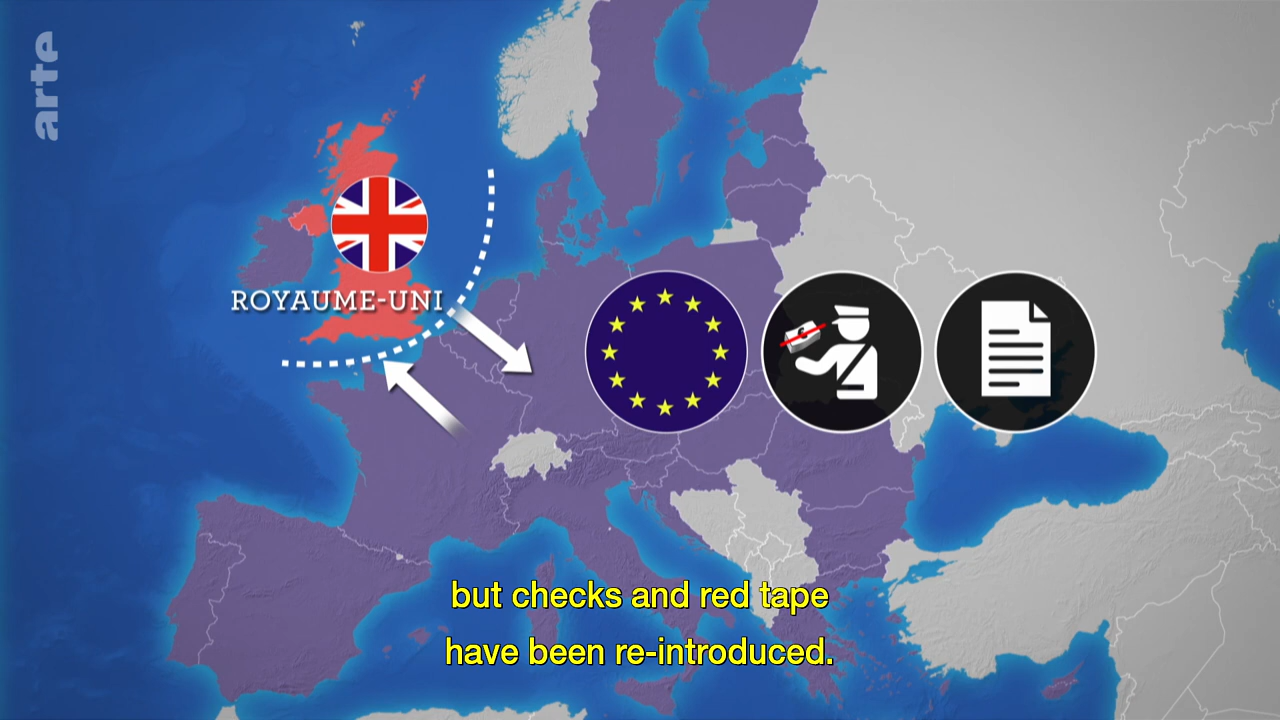 arte
ROYAUME-UNI
but checks and red tape
have been re-introduced.